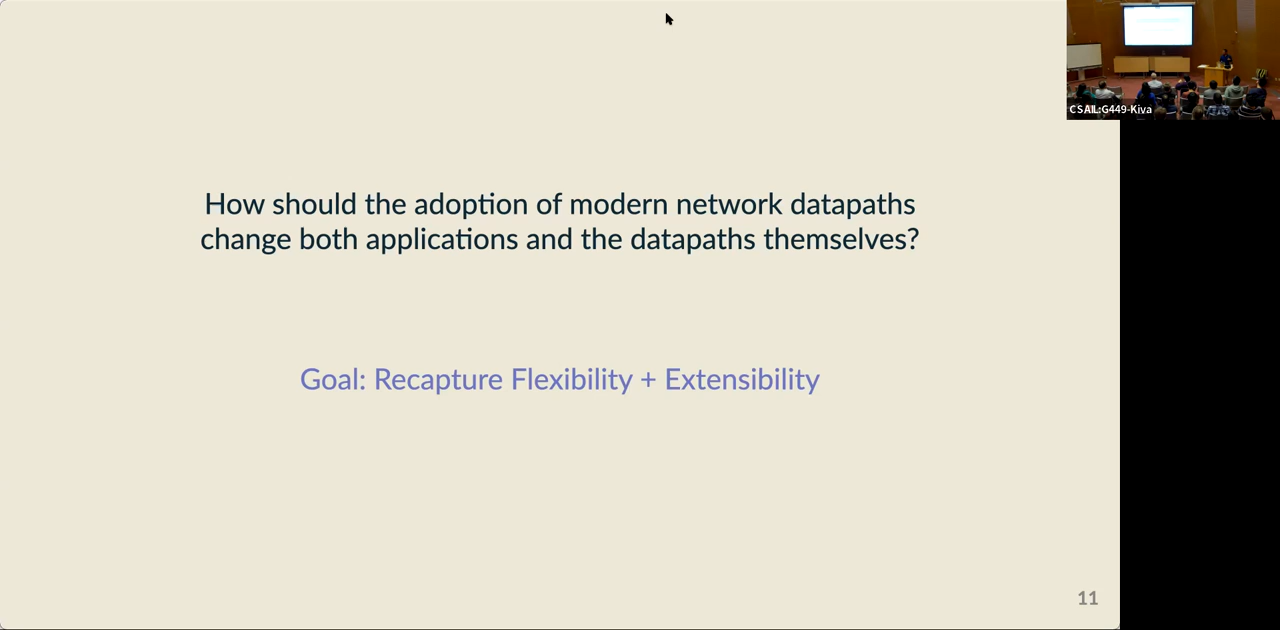 How should the adoption of modern network datapaths
change both applications and the datapaths themselves?
Goal: Recapture Flexibility + Extensibility
11
CSAIL:G449-Kiva